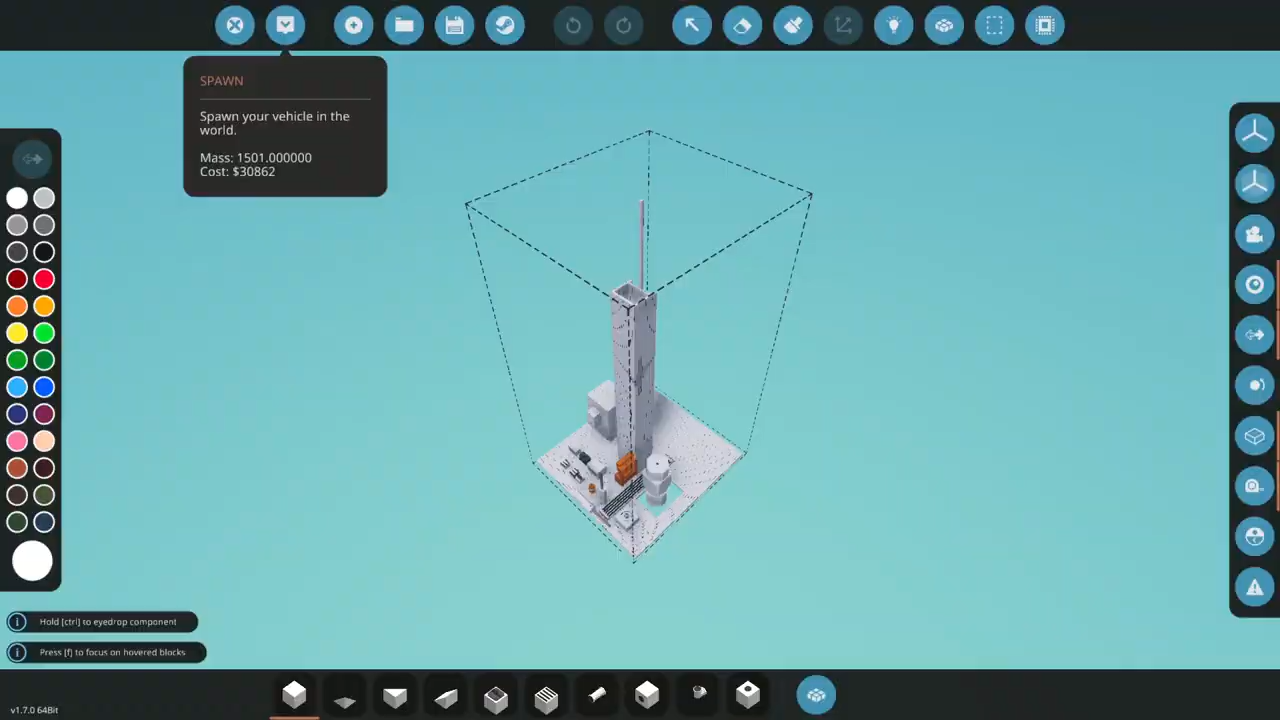 SPAWN
Spawn your vehicle in the
world.
Mass: 1501.000000
Cost: $30862
Hold [ctrl] to eyedrop component
Press [f] to focus on hovered blocks
v1.7.0 64Bit